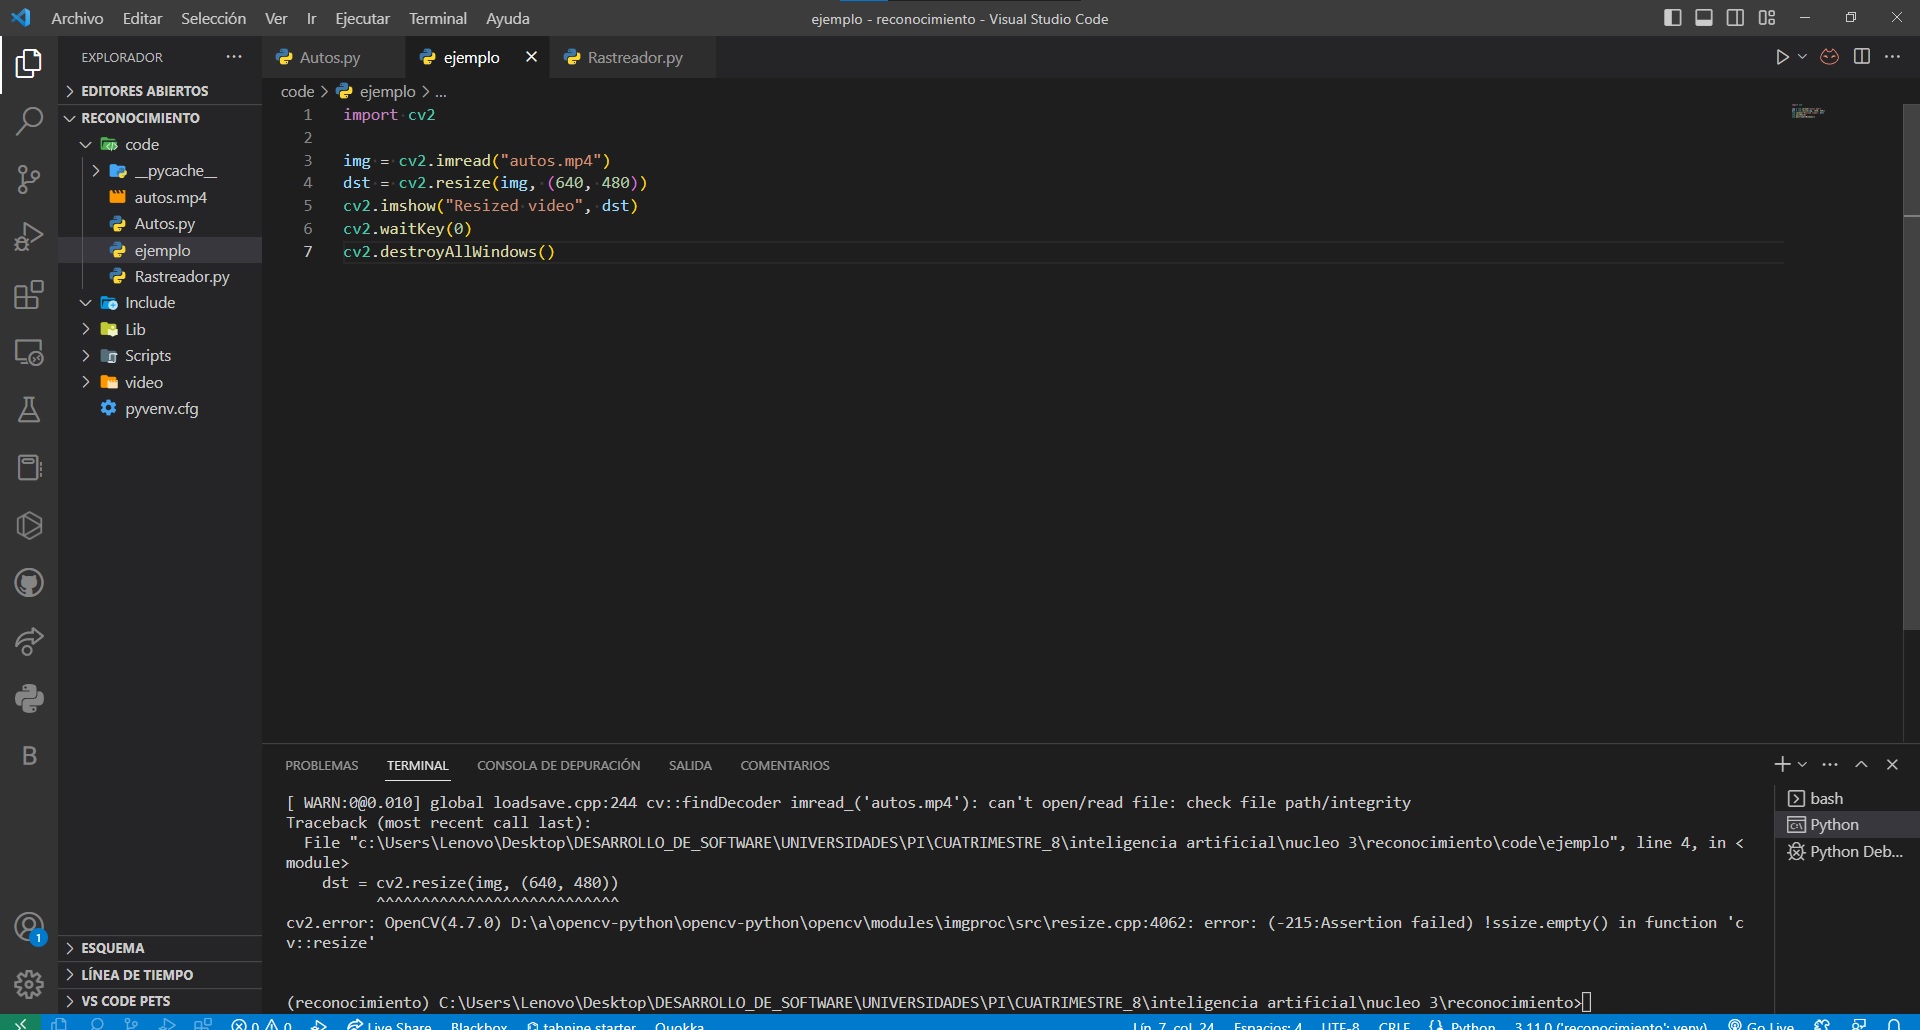 Archivo Editar Selección Ver Ir Ejecutar Terminal Ayuda
ejemplo - reconocimiento - Visual Studio Code
EXPLORADOR
Autos.py
ejemplo
Rastreador.py
EDITORES ABIERTOS
RECONOCIMIENTO
code
__pycache__
autos.mp4
Autos.py
ejemplo
Rastreador.py
Include
Lib
Scripts
video
pyvenv.cfg
ESQUEMA
LÍNEA DE TIEMPO
VS CODE PETS
B
1
code > ejemplo > ...
1 import cv2
2
3 img = cv2.imread("autos.mp4")
4 dst = cv2.resize(img, (640, 480))
5 cv2.imshow("Resized video", dst)
6 cv2.waitKey(0)
7 cv2.destroyAllWindows()
PROBLEMAS TERMINAL CONSOLA DE DEPURACIÓN SALIDA COMENTARIOS
[ WARN:0@0.010] global loadsave.cpp:244 cv::findDecoder imread_('autos.mp4'): can't open/read file: check file path/integrity
Traceback (most recent call last):
File "c:\Users\Lenovo\Desktop\DESARROLLO_DE_SOFTWARE\UNIVERSIDADES\PI\CUATRIMESTRE_8\inteligencia artificial\nucleo 3\reconocimiento\code\ejemplo", line 4, in <
module>
dst = cv2.resize(img, (640, 480))
^^^^^^^^^^^^^^^^^^^^^^^^^^^
cv2.error: OpenCV(4.7.0) D:\a\opencv-python\opencv-python\opencv\modules\imgproc\src\resize.cpp:4062: error: (-215:Assertion failed) !ssize.empty() in function 'c
v::resize'
(reconocimiento) C:\Users\Lenovo\Desktop\DESARROLLO_DE_SOFTWARE\UNIVERSIDADES\PI\CUATRIMESTRE_8\inteligencia artificial\nucleo 3\reconocimiento>
bash
Python
Python Deb...
0 0 Live Share Blackbox tabnine starter Quokka
Lín. 7, col. 24 Espacios: 4 UTF-8 CRLF Python 3.11.0 ('reconocimiento': venv) Go Live